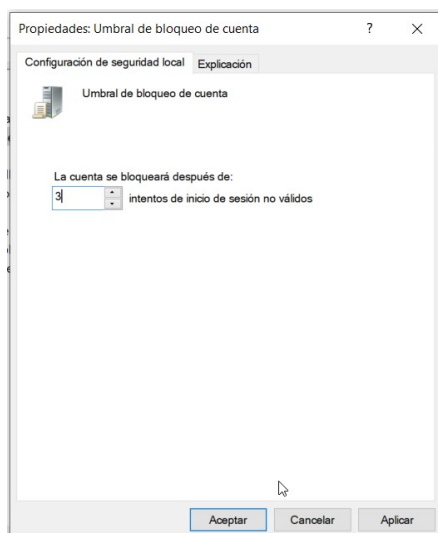 Propiedades: Umbral de bloqueo de cuenta ?
Configuración de seguridad local Explicación
Umbral de bloqueo de cuenta
La cuenta se bloqueará después de:
3 intentos de inicio de sesión no válidos
Aceptar Cancelar Aplicar